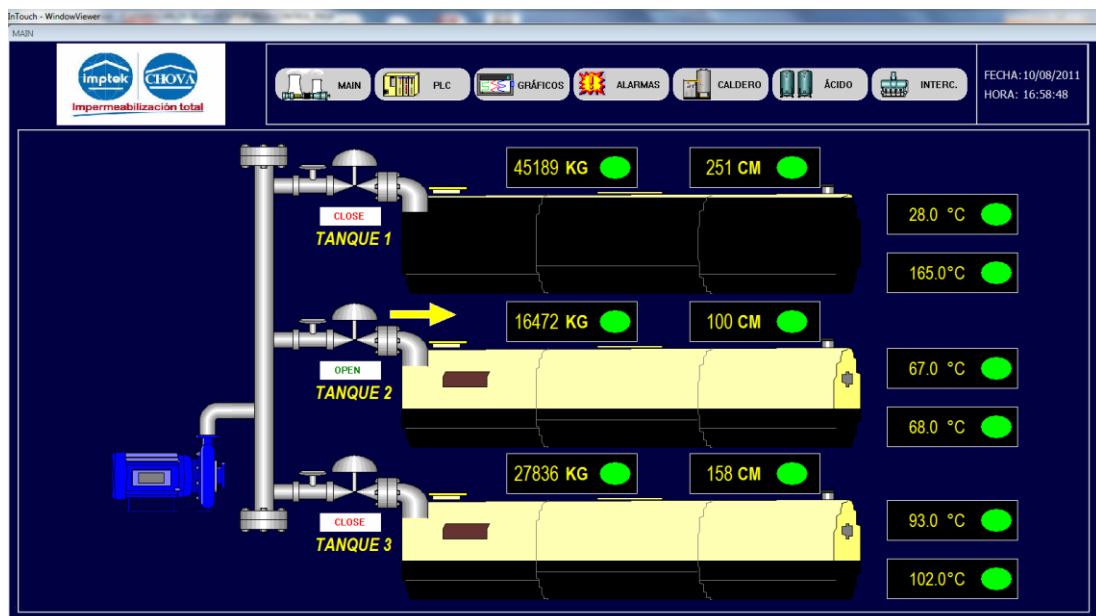 InTouch - WindowViewer
MAIN
imptek
CHOVA
Impermeabilización total
MAIN
PLC
GRÁFICOS
ALARMAS
CALDERO
ÁCIDO
INTERC.
FECHA:10/08/2011
HORA: 16:58:48
45189 KG
251 CM
CLOSE
TANQUE 1
28.0 °C
165.0°C
16472 KG
100 CM
OPEN
TANQUE 2
67.0 °C
68.0 °C
27836 KG
158 CM
CLOSE
TANQUE 3
93.0 °C
102.0°C